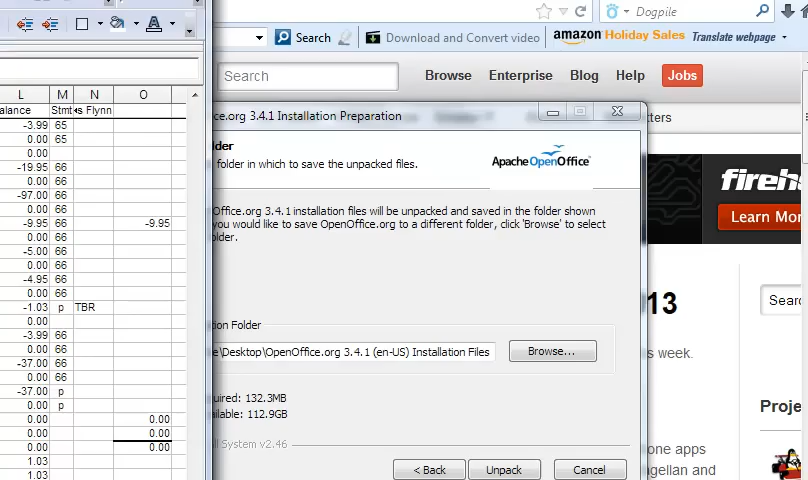 Dogpile
Search
Download and Convert video
amazon Holiday Sales
Translate webpage
Search
Browse
Enterprise
Blog
Help
Jobs
L M N O
alance Stmt s Flynn
-3.99 65
0.00 65
0.00
-19.95 66
0.00 66
-97.00 66
0.00 66
-9.95 66 -9.95
0.00 66
-5.00 66
0.00 66
-4.95 66
0.00 66
-1.03 p TBR
0.00
-3.99 66
0.00 66
-37.00 66
0.00 66
-37.00 p
0.00 p
0.00 0.00
0.00 0.00
0.00 0.00
1.03
1.03
ce.org 3.4.1 Installation Preparation
lder
folder in which to save the unpacked files.
Apache OpenOffice™
Office.org 3.4.1 installation files will be unpacked and saved in the folder shown
you would like to save OpenOffice.org to a different folder, click 'Browse' to select
older.
tion Folder
e\Desktop\OpenOffice.org 3.4.1 (en-US) Installation Files
Browse...
uired: 132.3MB
ailable: 112.9GB
ll System v2.46
< Back
Unpack
Cancel
tters
fireh
Learn Mor
13
Searc
s week.
Proje
one apps
gellan and